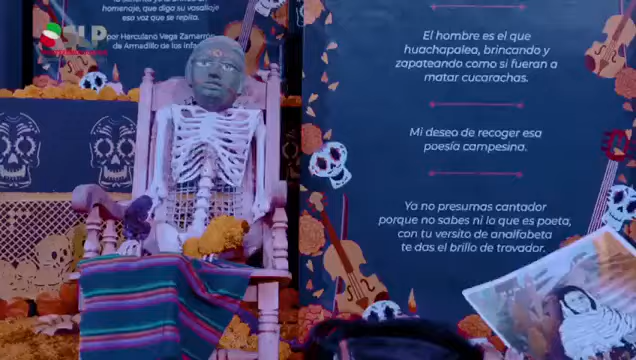 LD
homenaje, que diga su vasallaje
esa voz que se repita.
por Herculano Vega Zamarrón
de Armadillo de los Infa
El hombre es el que
huachapalea, brincando y
zapateando como si fueran a
matar cucarachas.
Mi deseo de recoger esa
poesía campesina.
Ya no presumas cantador
porque no sabes ni lo que es poeta,
con tu versito de analfabeta
te das el brillo de trovador.